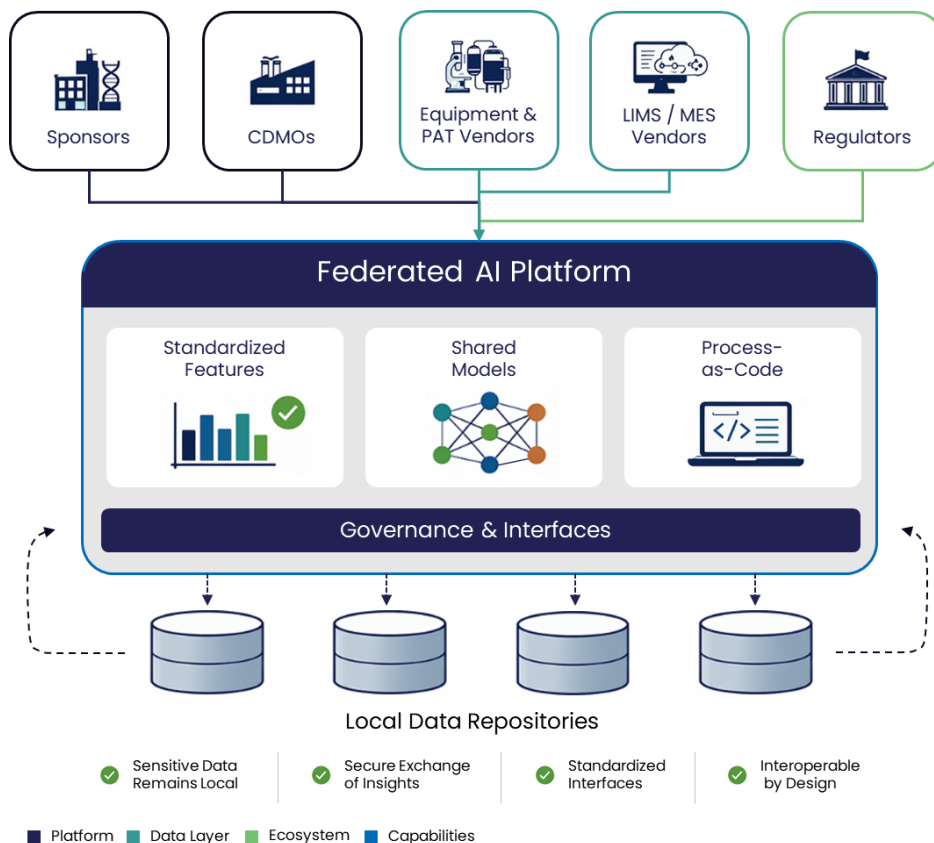 Sponsors
CDMOs
Equipment &
PAT Vendors
LIMS / MES
Vendors
Regulators
Federated AI Platform
Standardized
Features
Shared
Models
Process-
as-Code
</>
Governance & Interfaces
Local Data Repositories
Sensitive Data
Remains Local
Secure Exchange
of Insights
Standardized
Interfaces
Interoperable
by Design
Platform
Data Layer
Ecosystem
Capabilities